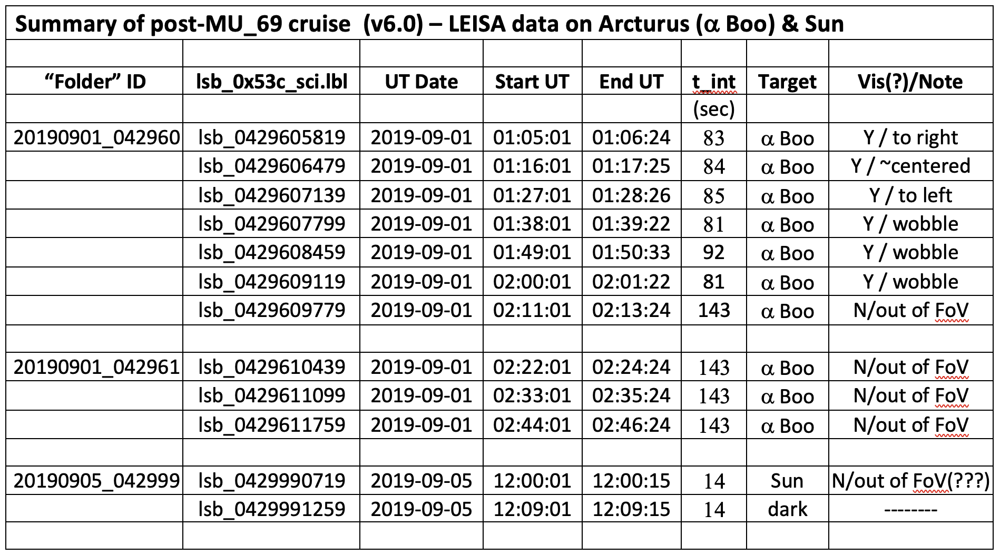 Summary of post-MU_69 cruise (v6.0) – LEISA data on Arcturus (α Boo) & Sun
“Folder” ID lsb_0x53c_sci.lbl UT Date Start UT End UT t_int Target Vis(?)/Note
(sec)
20190901_042960 lsb_0429605819 2019-09-01 01:05:01 01:06:24 83 α Boo Y / to right
lsb_0429606479 2019-09-01 01:16:01 01:17:25 84 α Boo Y / ~centered
lsb_0429607139 2019-09-01 01:27:01 01:28:26 85 α Boo Y / to left
lsb_0429607799 2019-09-01 01:38:01 01:39:22 81 α Boo Y / wobble
lsb_0429608459 2019-09-01 01:49:01 01:50:33 92 α Boo Y / wobble
lsb_0429609119 2019-09-01 02:00:01 02:01:22 81 α Boo Y / wobble
lsb_0429609779 2019-09-01 02:11:01 02:13:24 143 α Boo N/out of FoV
20190901_042961 lsb_0429610439 2019-09-01 02:22:01 02:24:24 143 α Boo N/out of FoV
lsb_0429611099 2019-09-01 02:33:01 02:35:24 143 α Boo N/out of FoV
lsb_0429611759 2019-09-01 02:44:01 02:46:24 143 α Boo N/out of FoV
20190905_042999 lsb_0429990719 2019-09-05 12:00:01 12:00:15 14 Sun N/out of FoV(???)
lsb_0429991259 2019-09-05 12:09:01 12:09:15 14 dark --------